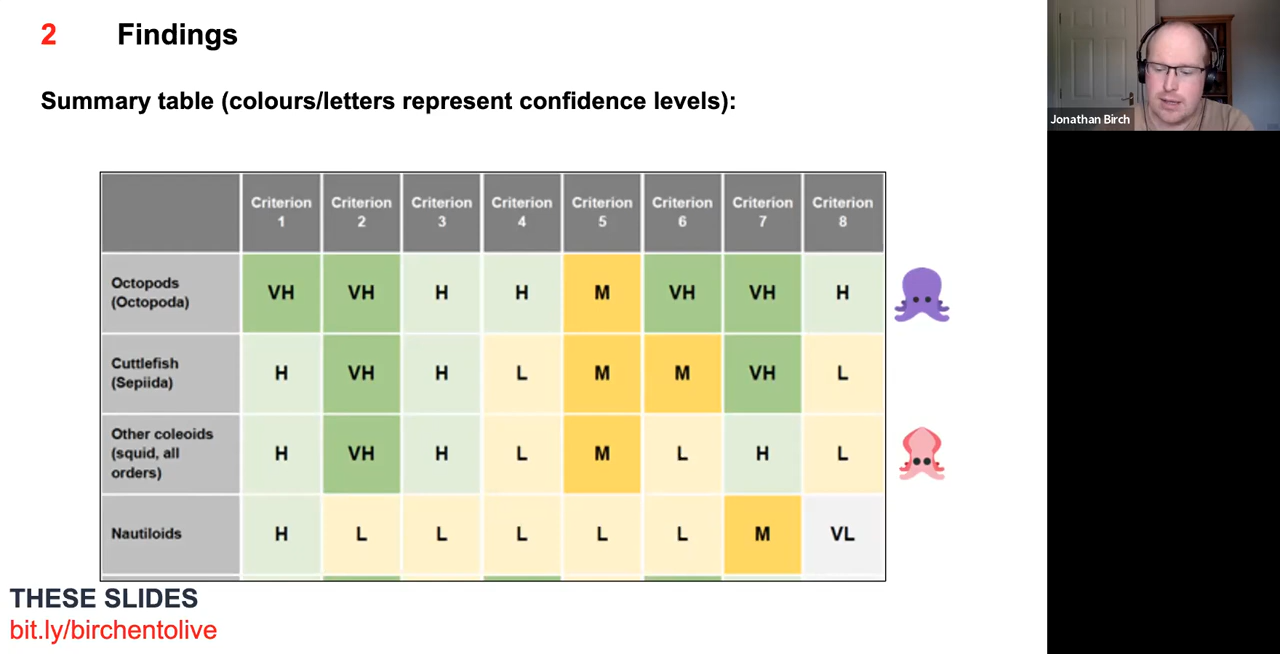 2 Findings
Summary table (colours/letters represent confidence levels):
Jonathan Birch
Criterion 1 Criterion 2 Criterion 3 Criterion 4 Criterion 5 Criterion 6 Criterion 7 Criterion 8
Octopods (Octopoda) VH VH H H M VH VH H
Cuttlefish (Sepiida) H VH H L M M VH L
Other coleoids (squid, all orders) H VH H L M L H L
Nautiloids H L L L L L M VL
THESE SLIDES
bit.ly/birchentolive